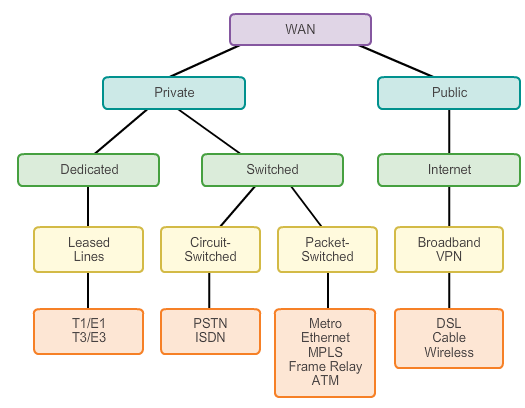 WAN
Private
Public
Dedicated
Switched
Internet
Leased
Lines
Circuit-
Switched
Packet-
Switched
Broadband
VPN
T1/E1
T3/E3
PSTN
ISDN
Metro
Ethernet
MPLS
Frame Relay
ATM
DSL
Cable
Wireless